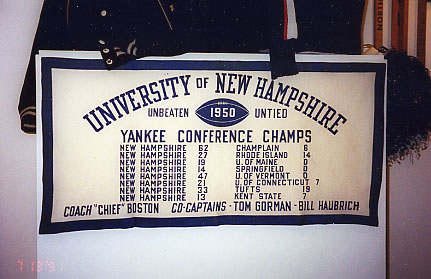 UNIVERSITY OF NEW HAMPSHIRE
UNBEATEN 1950 UNTIED
YANKEE CONFERENCE CHAMPS
NEW HAMPSHIRE 62 CHAMPLAIN 6
NEW HAMPSHIRE 27 RHODE ISLAND 14
NEW HAMPSHIRE 19 U. OF MAINE 0
NEW HAMPSHIRE 14 SPRINGFIELD 0
NEW HAMPSHIRE 47 U. OF VERMONT 0
NEW HAMPSHIRE 21 U. OF CONNECTICUT 7
NEW HAMPSHIRE 33 TUFTS 19
NEW HAMPSHIRE 13 KENT STATE 7
COACH "CHIEF" BOSTON CO-CAPTAINS - TOM GORMAN - BILL HAUBRICH